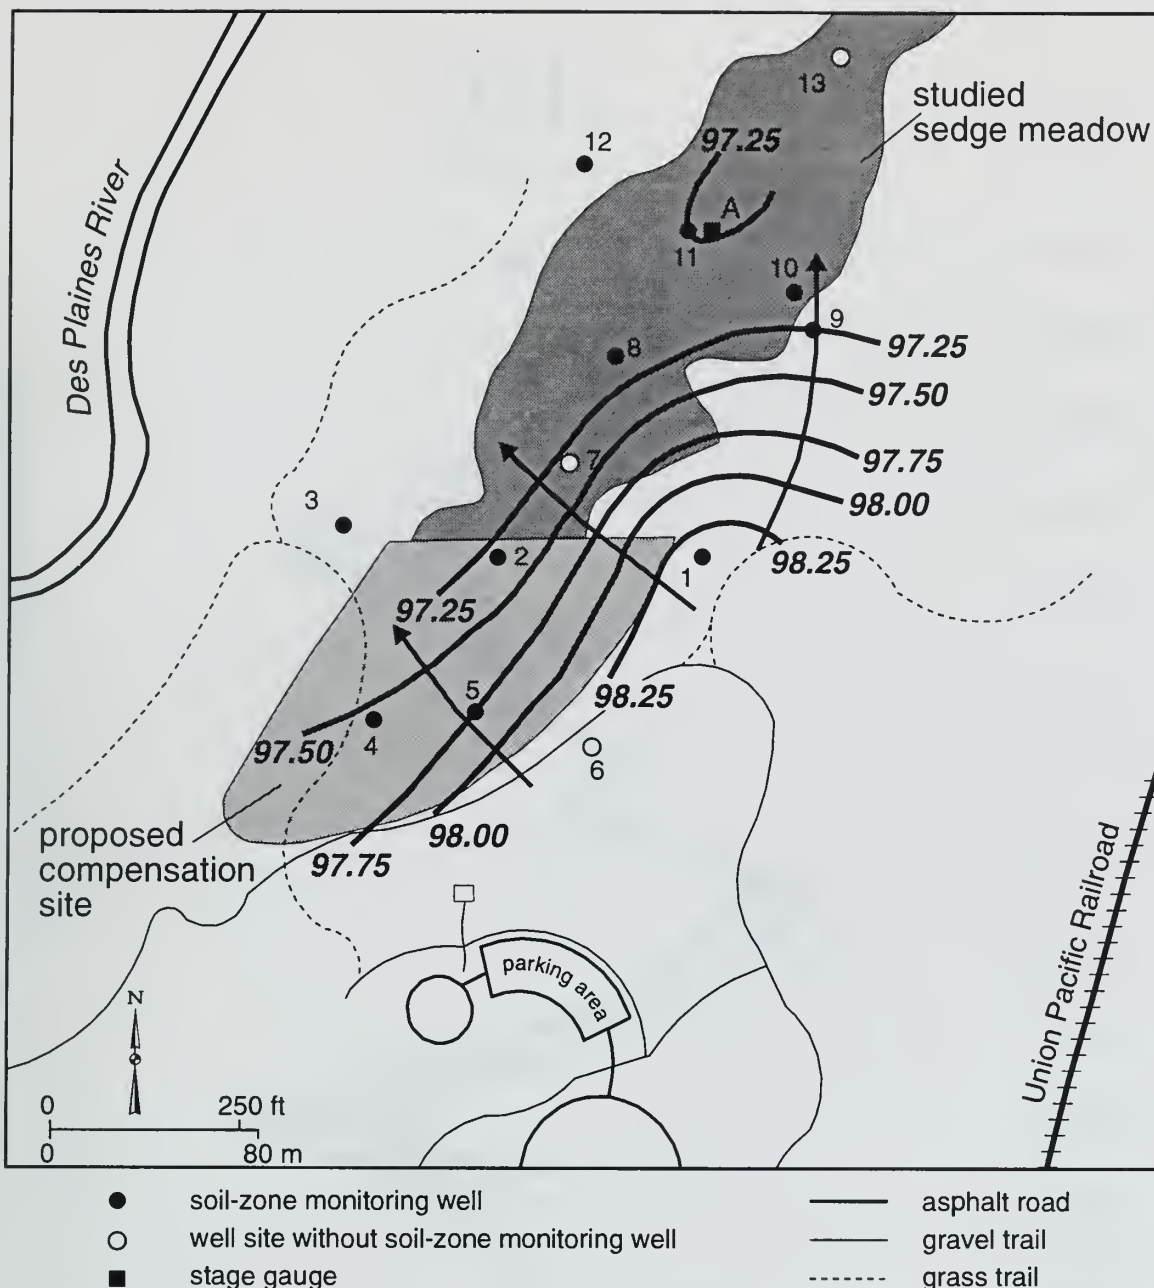 13
studied
sedge meadow
12
97.25
A
11
10
9
Des Plaines River
8
97.25
97.50
7
97.75
98.00
3
2
1
98.25
97.25
5
98.25
97.50
4
6
proposed
compensation
site
98.00
97.75
parking area
Union Pacific Railroad
N
0 250 ft
0 80 m
soil-zone monitoring well
well site without soil-zone monitoring well
stage gauge
asphalt road
gravel trail
grass trail